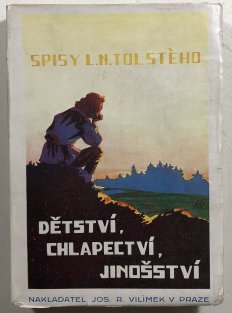 SPISY L.N.TOLSTÉHO
DĚTSTVÍ,
CHLAPECTVÍ,
JINOŠSTVÍ
NAKLADATEL JOS. R. VILÍMEK V PRAZE